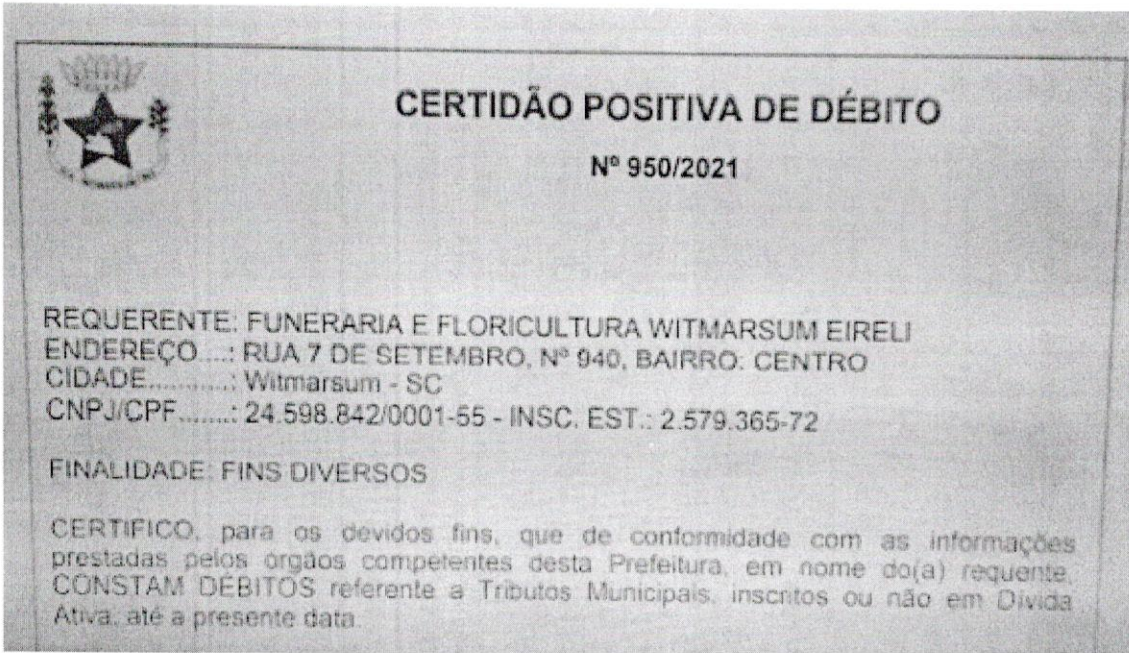 CERTIDÃO POSITIVA DE DÉBITO
Nº 950/2021
REQUERENTE: FUNERARIA E FLORICULTURA WITMARSUM EIRELI
ENDEREÇO....: RUA 7 DE SETEMBRO, Nº 940, BAIRRO: CENTRO
CIDADE...........: Witmarsum - SC
CNPJ/CPF.......: 24.598.842/0001-55 - INSC. EST.: 2.579.365-72
FINALIDADE: FINS DIVERSOS
CERTIFICO, para os devidos fins, que de conformidade com as informações
prestadas pelos órgãos competentes desta Prefeitura, em nome do(a) requente,
CONSTAM DÉBITOS referente a Tributos Municipais, inscritos ou não em Dívida
Ativa, até a presente data.